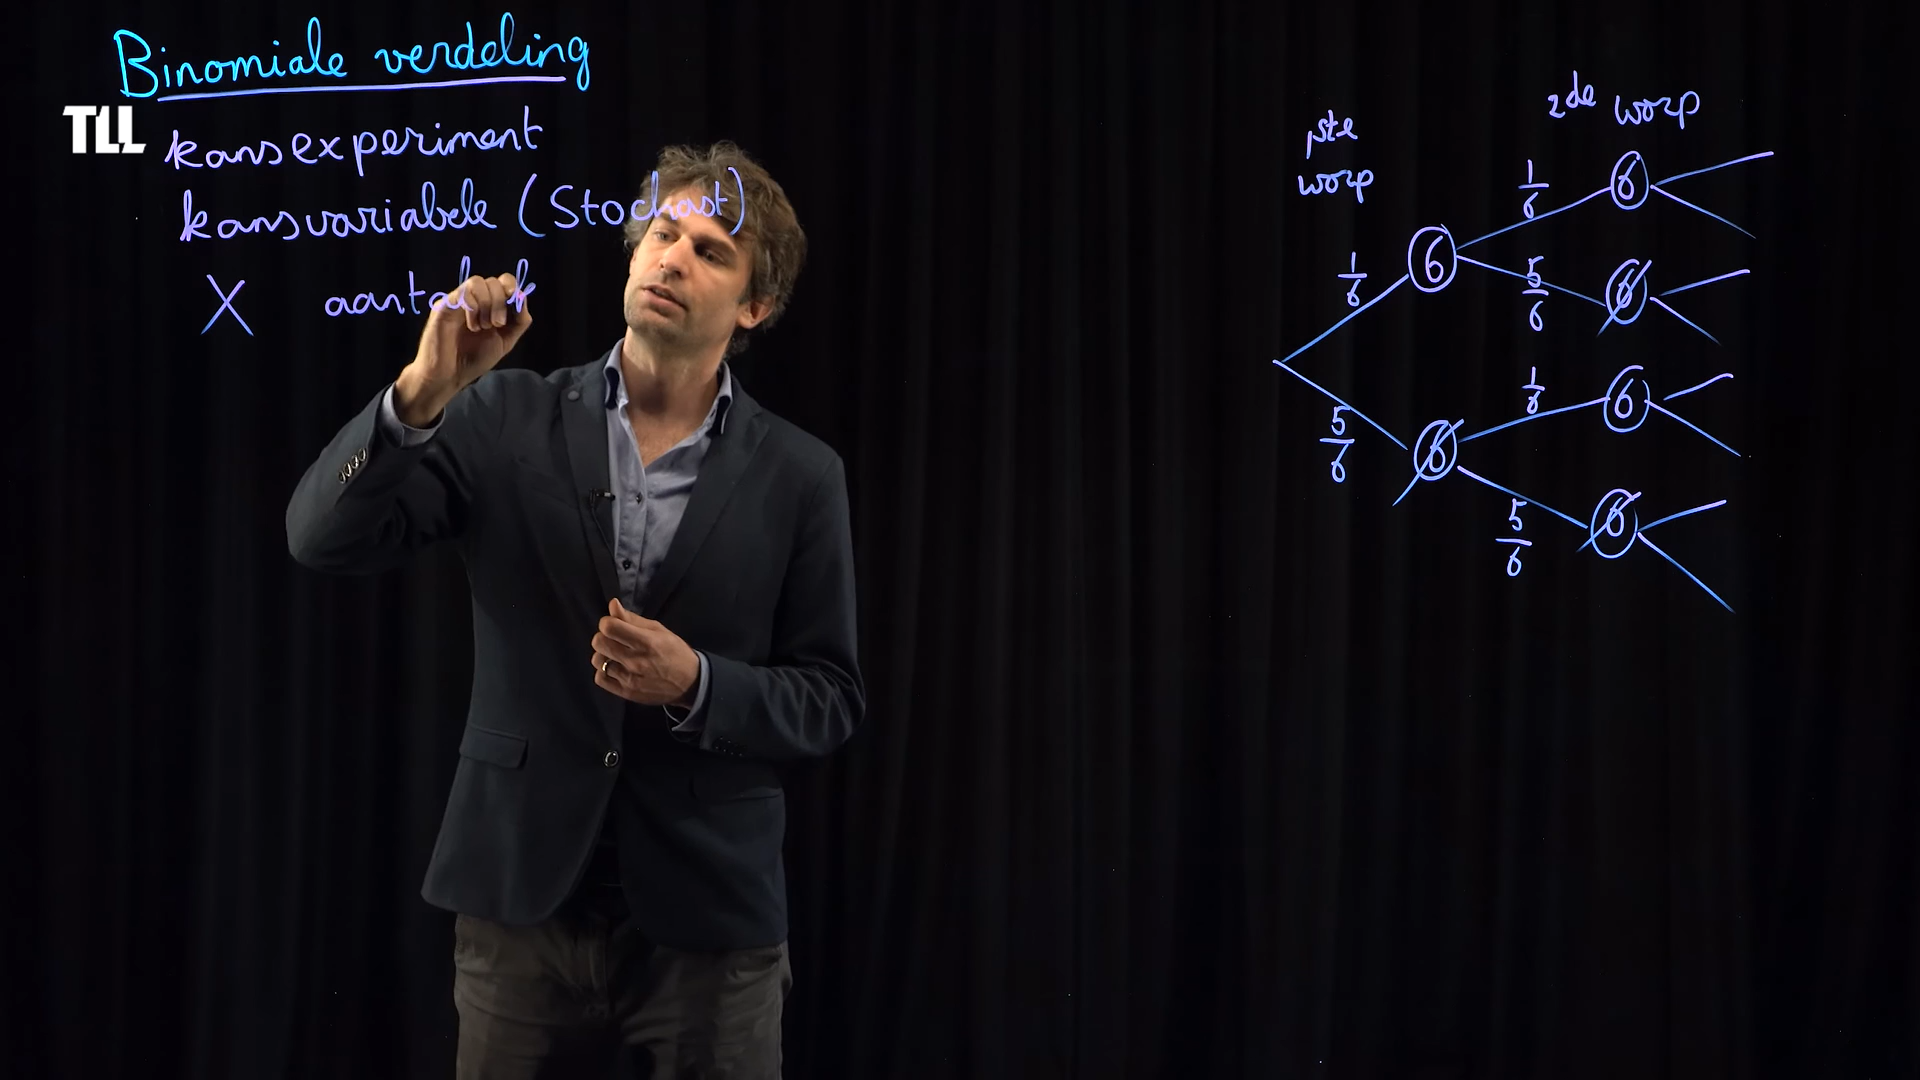 Binomiale verdeling
TLL
kansexperiment
kansvariabele (Stochast)
X aantal k
1ste
worp
2de worp
1/6
6
1/6
6
5/6
6
5/6
6
1/6
6
5/6
6